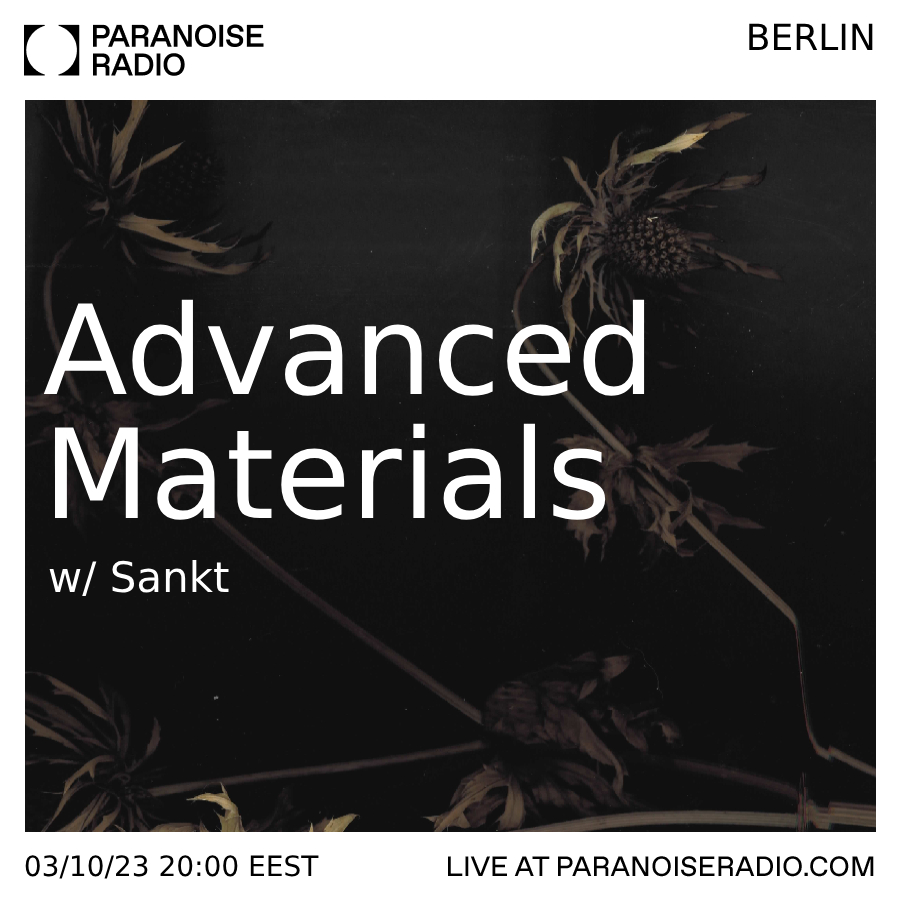 PARANOISE
RADIO
BERLIN
Advanced
Materials
w/ Sankt
03/10/23 20:00 EEST
LIVE AT PARANOISERADIO.COM